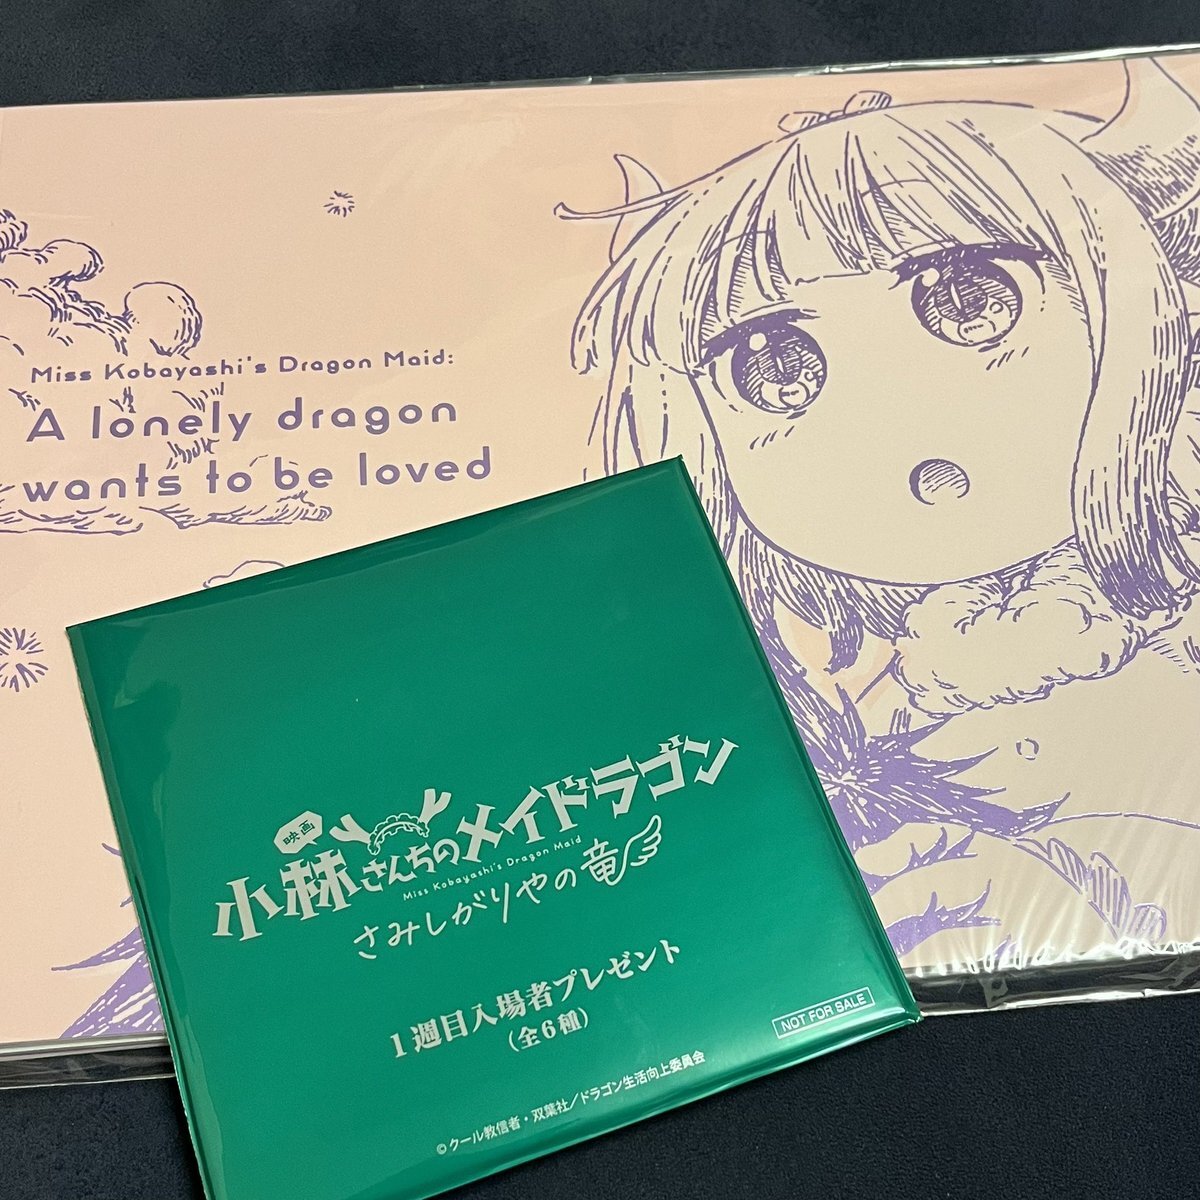 Miss Kobayashi's Dragon Maid:
A lonely dragon
wants to be loved
映画
小林さんちのメイドラゴン
Miss Kobayashi's Dragon Maid
さみしがりやの竜
1週目入場者プレゼント
(全6種)
NOT FOR SALE
©クール教信者・双葉社/ドラゴン生活向上委員会